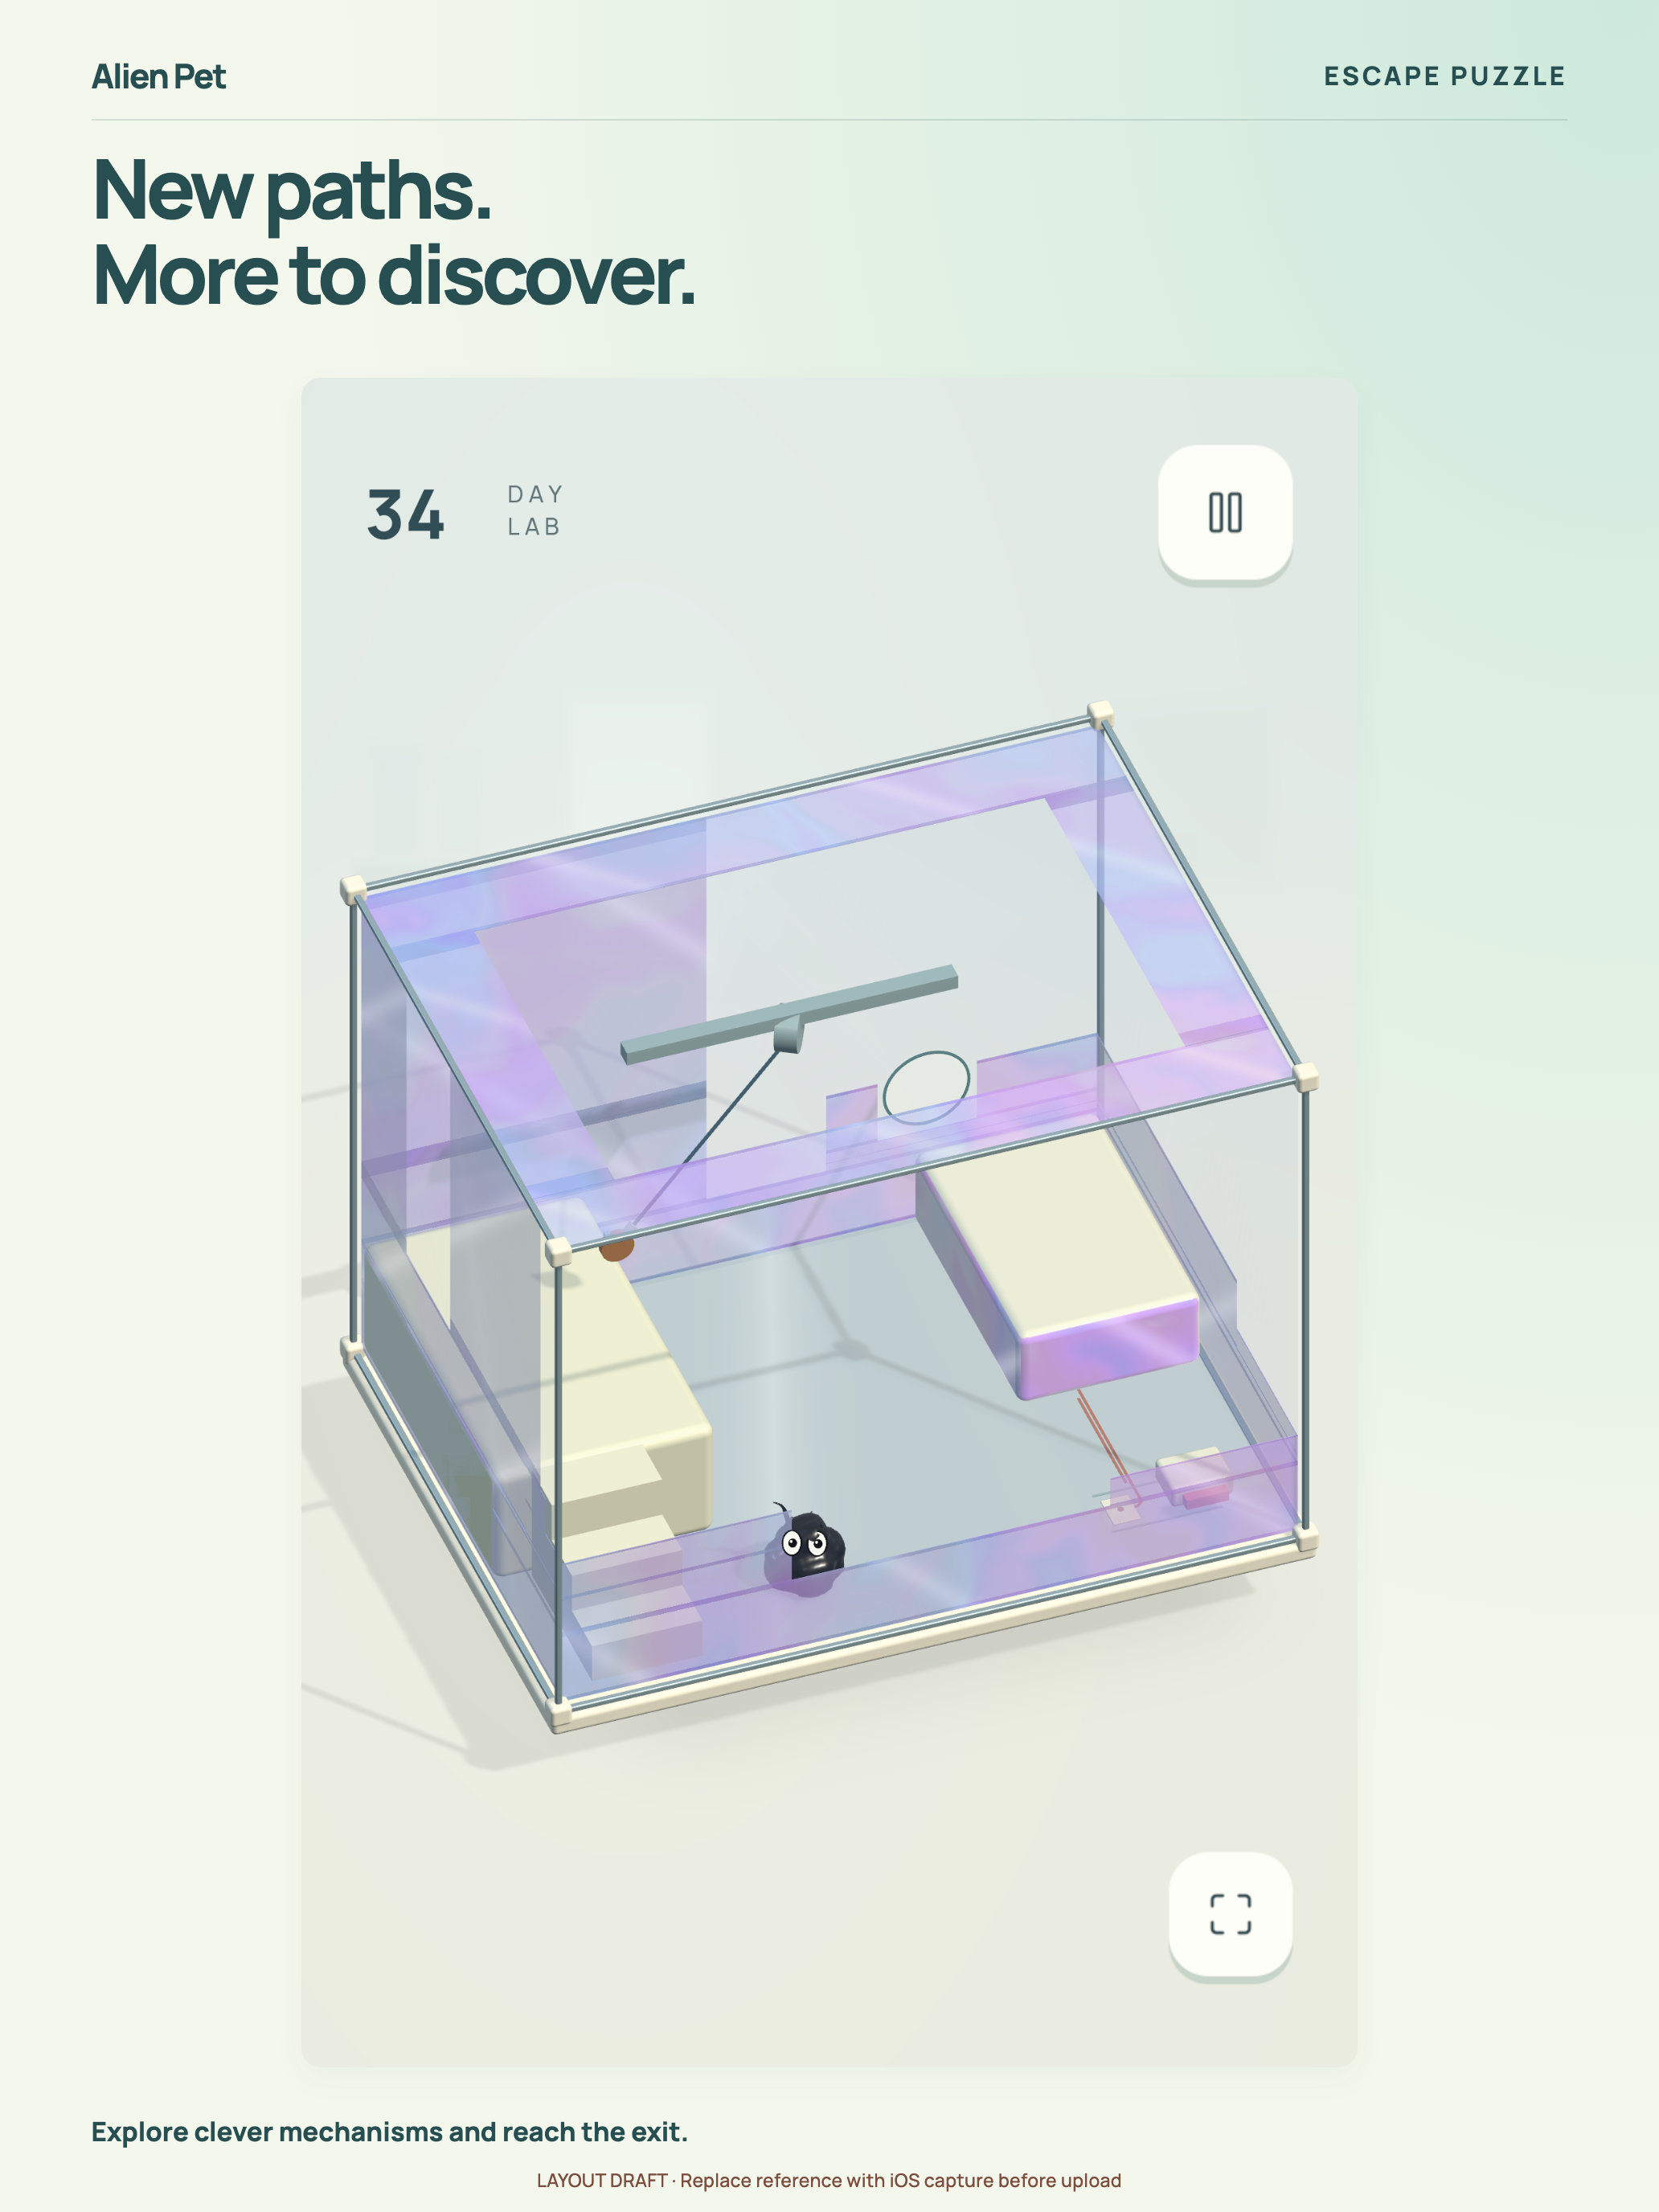 Alien Pet
ESCAPE PUZZLE
New paths.
More to discover.
34
DAY
LAB
Explore clever mechanisms and reach the exit.
LAYOUT DRAFT · Replace reference with iOS capture before upload